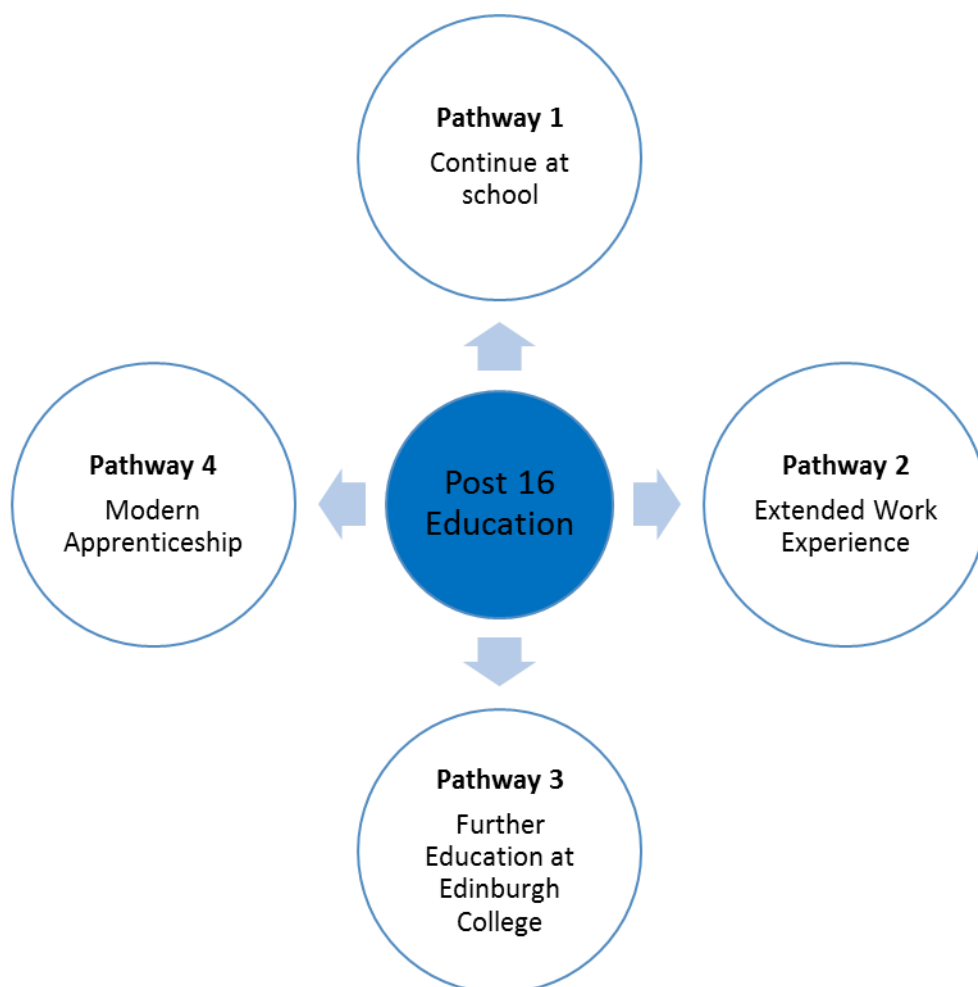 Pathway 1
Continue at
school
Pathway 4
Modern
Apprenticeship
Post 16
Education
Pathway 2
Extended Work
Experience
Pathway 3
Further
Education at
Edinburgh
College